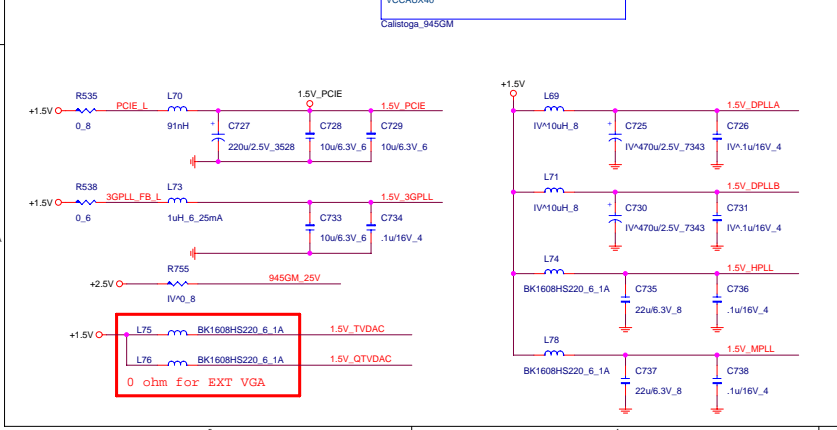 VCCAUX40
Calistoga_945GM
R535
PCIE_L
L70
1.5V_PCIE
1.5V_PCIE
+1.5V
0_8
91nH
C727
220u/2.5V_3528
C728
10u/6.3V_6
C729
10u/6.3V_6
R538
3GPLL_FB_L
L73
1.5V_3GPLL
+1.5V
0_6
1uH_6_25mA
C733
10u/6.3V_6
C734
.1u/16V_4
R755
+2.5V
945GM_25V
IV^0_8
+1.5V
L75
BK1608HS220_6_1A
1.5V_TVDAC
L76
BK1608HS220_6_1A
1.5V_QTVDAC
0 ohm for EXT VGA
+1.5V
L69
1.5V_DPLLA
IV^10uH_8
+
C725
IV^470u/2.5V_7343
C726
IV^.1u/16V_4
L71
1.5V_DPLLB
IV^10uH_8
+
C730
IV^470u/2.5V_7343
C731
IV^.1u/16V_4
L74
1.5V_HPLL
BK1608HS220_6_1A
C735
22u/6.3V_8
C736
.1u/16V_4
L78
1.5V_MPLL
BK1608HS220_6_1A
C737
22u/6.3V_8
C738
.1u/16V_4